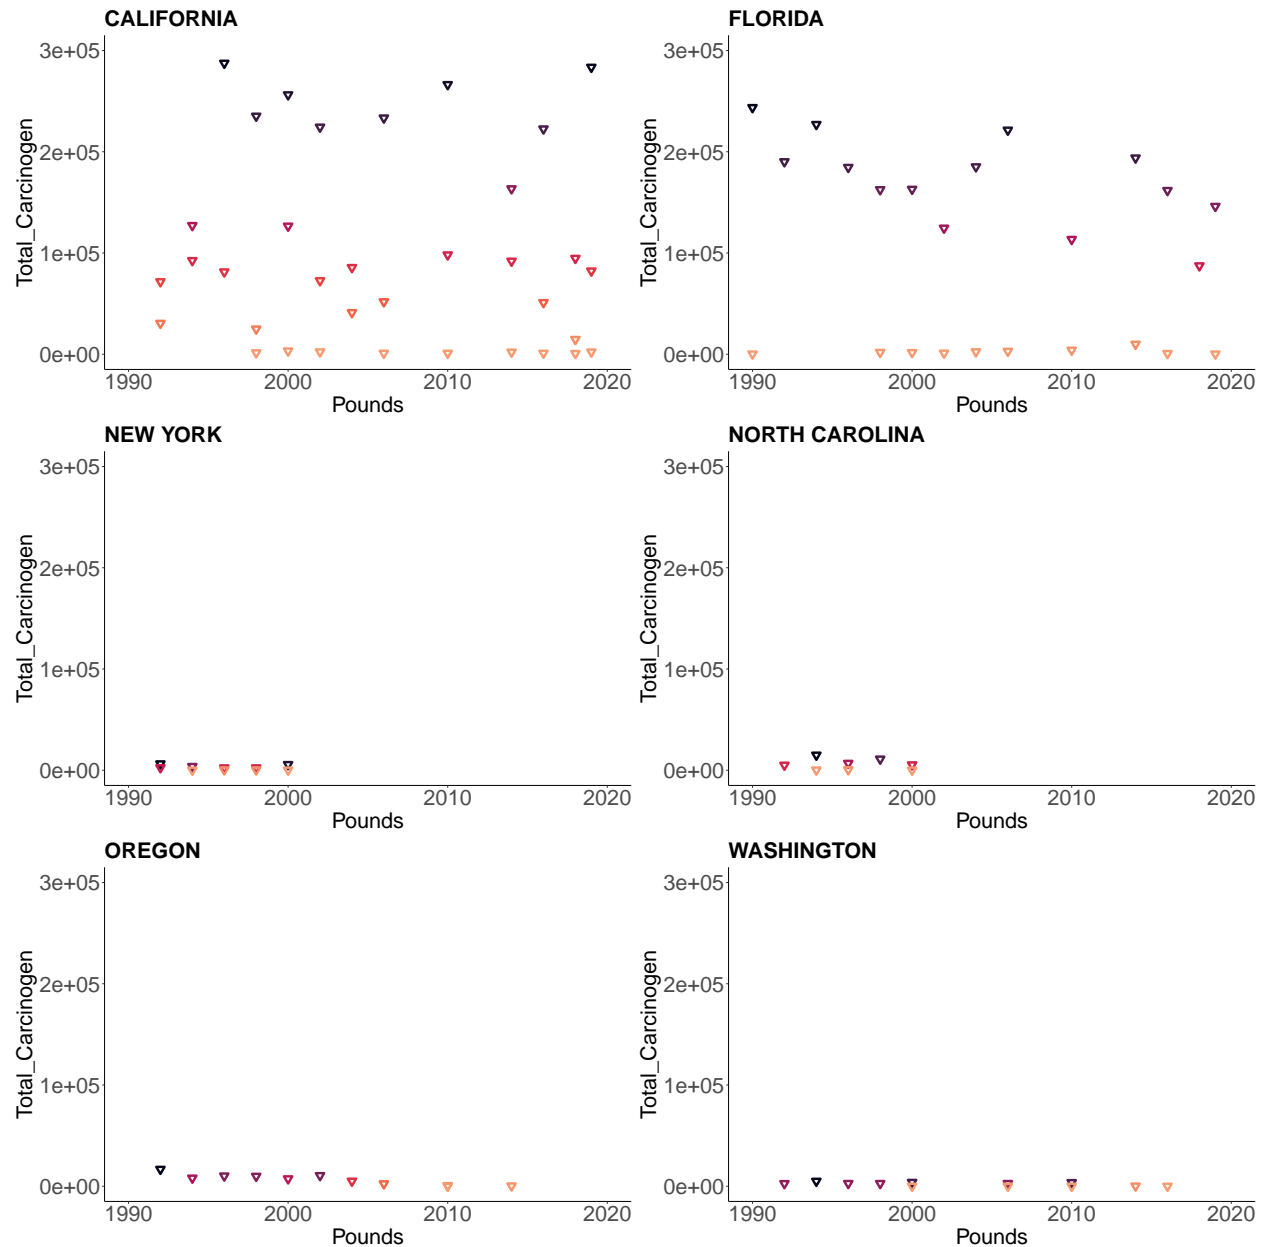 CALIFORNIA
3e+05
2e+05
1e+05
0e+00
Total_Carcinogen
1990 2000 2010 2020
Pounds
FLORIDA
3e+05
2e+05
1e+05
0e+00
Total_Carcinogen
1990 2000 2010 2020
Pounds
NEW YORK
3e+05
2e+05
1e+05
0e+00
Total_Carcinogen
1990 2000 2010 2020
Pounds
NORTH CAROLINA
3e+05
2e+05
1e+05
0e+00
Total_Carcinogen
1990 2000 2010 2020
Pounds
OREGON
3e+05
2e+05
1e+05
0e+00
Total_Carcinogen
1990 2000 2010 2020
Pounds
WASHINGTON
3e+05
2e+05
1e+05
0e+00
Total_Carcinogen
1990 2000 2010 2020
Pounds